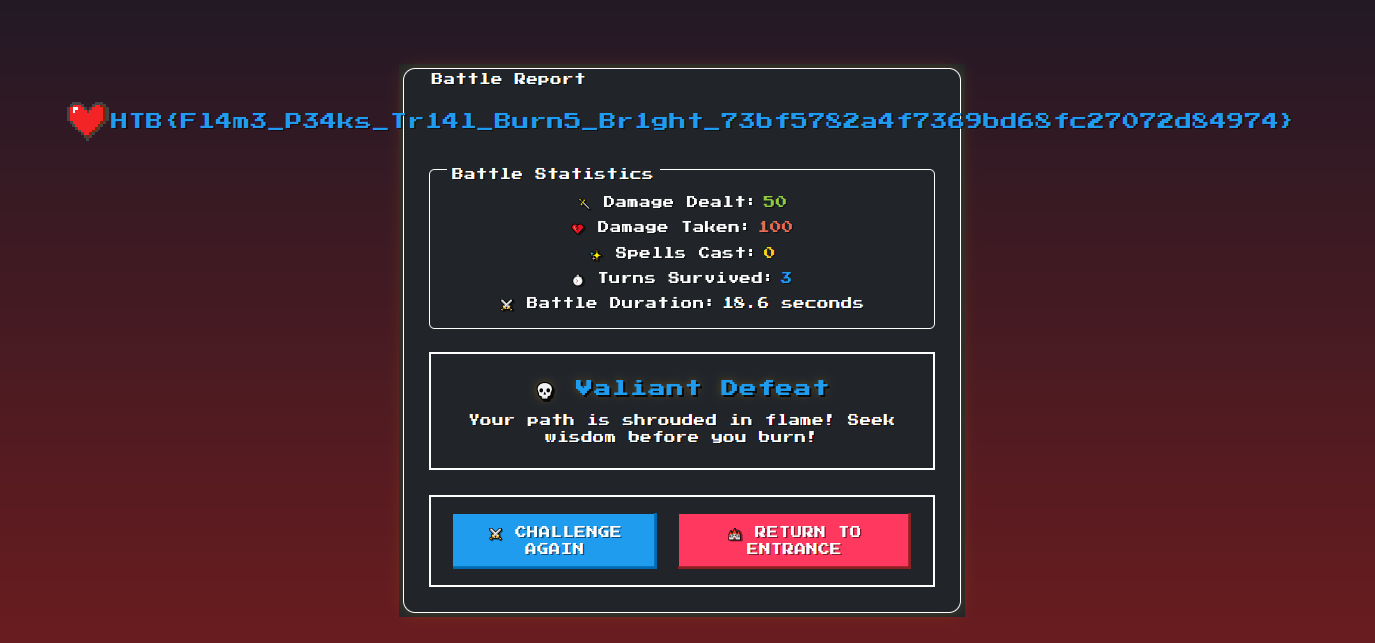 Battle Report
HTB{Fl4m3_P34ks_Tr14l_Burn5_Br1ght_73bf5782a4f7369bd68fc27072d84974}
Battle Statistics
Damage Dealt: 50
Damage Taken: 100
Spells Cast: 0
Turns Survived: 3
Battle Duration: 18.6 seconds
Valiant Defeat
Your path is shrouded in flame! Seek
wisdom before you burn!
CHALLENGE
AGAIN
RETURN TO
ENTRANCE